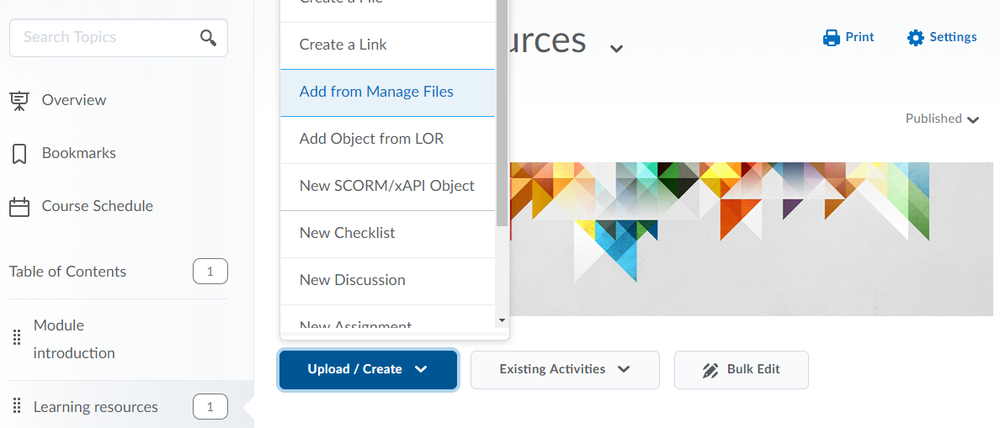 Search Topics
Overview
Bookmarks
Course Schedule
Table of Contents 1
Module
introduction
Learning resources 1
Create a File
Create a Link
Add from Manage Files
Add Object from LOR
New SCORM/xAPI Object
New Checklist
New Discussion
New Assignment
urces
Print
Settings
Published
Upload / Create
Existing Activities
Bulk Edit